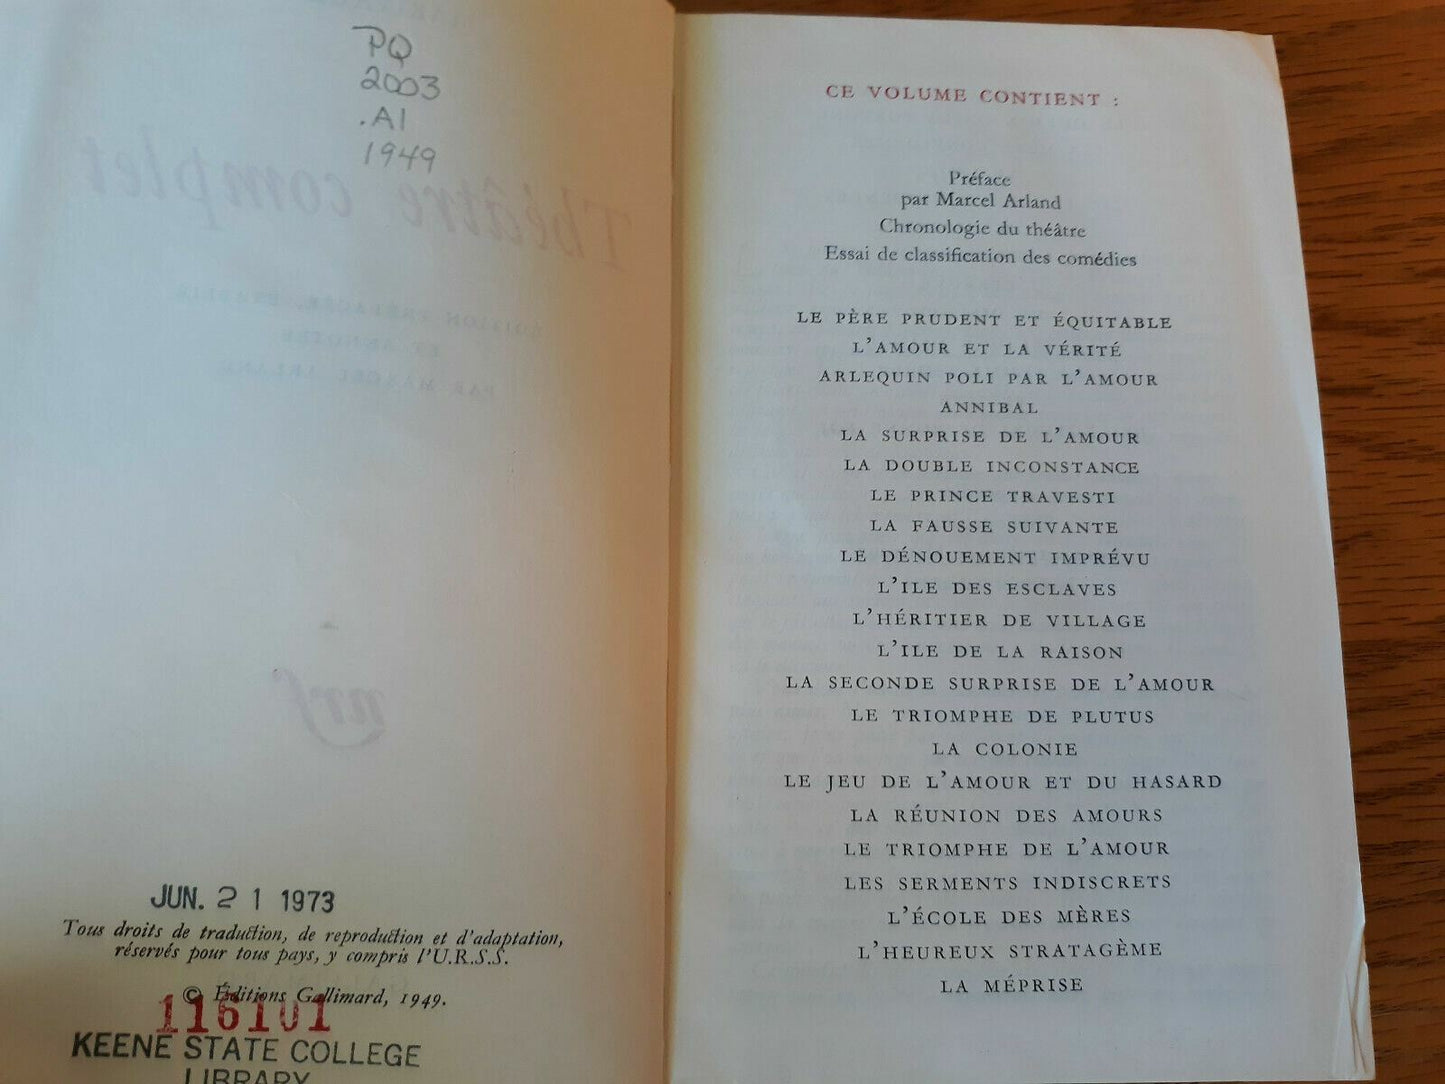 PQ
2003
.A1
1949
JUN. 21 1973
Tous droits de traduction, de reproduction et d'adaptation,
réservés pour tous pays, y compris l'U.R.S.S.
© Éditions Gallimard, 1949.
116101
KEENE STATE COLLEGE
LIBRARY
CE VOLUME CONTIENT :
Préface
par Marcel Arland
Chronologie du théâtre
Essai de classification des comédies
LE PÈRE PRUDENT ET ÉQUITABLE
L'AMOUR ET LA VÉRITÉ
ARLEQUIN POLI PAR L'AMOUR
ANNIBAL
LA SURPRISE DE L'AMOUR
LA DOUBLE INCONSTANCE
LE PRINCE TRAVESTI
LA FAUSSE SUIVANTE
LE DÉNOUEMENT IMPRÉVU
L'ILE DES ESCLAVES
L'HÉRITIER DE VILLAGE
L'ILE DE LA RAISON
LA SECONDE SURPRISE DE L'AMOUR
LE TRIOMPHE DE PLUTUS
LA COLONIE
LE JEU DE L'AMOUR ET DU HASARD
LA RÉUNION DES AMOURS
LE TRIOMPHE DE L'AMOUR
LES SERMENTS INDISCRETS
L'ÉCOLE DES MÈRES
L'HEUREUX STRATAGÈME
LA MÉPRISE